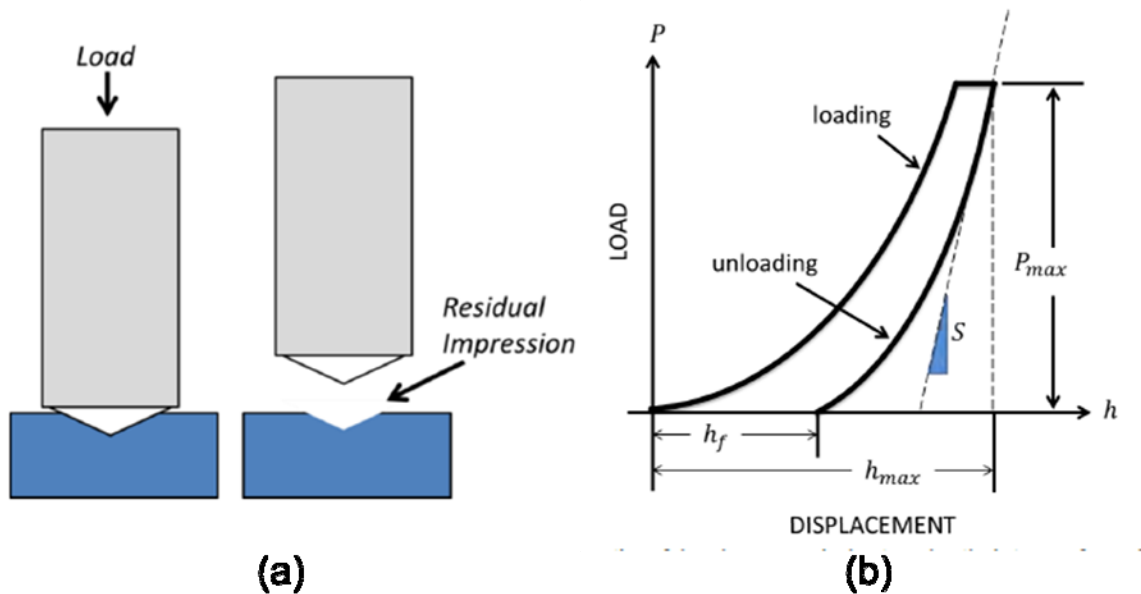 Load
Residual
Impression
(a)
P
LOAD
loading
unloading
S
P_max
h
h_f
h_max
DISPLACEMENT
(b)